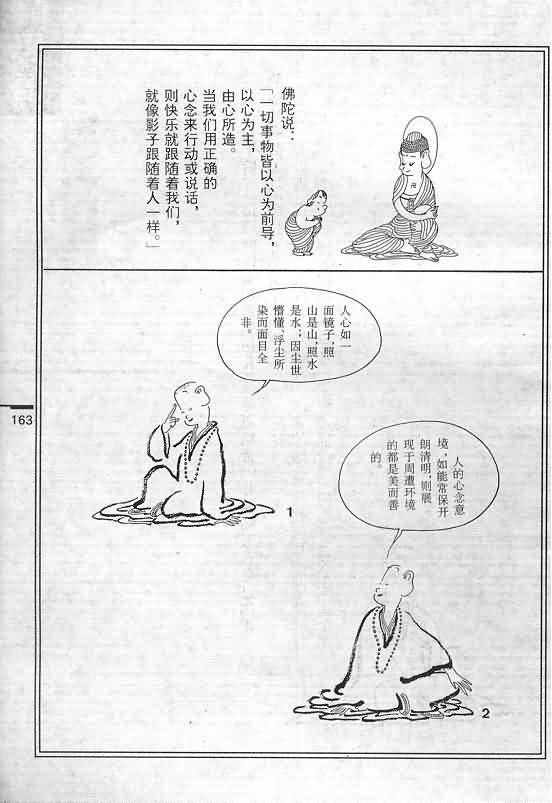 佛陀说：
「一切事物皆以心为前导，
以心为主，
由心所造。
当我们用正确的
心念来行动或说话，
则快乐就跟随着我们，
就像影子跟随着人一样。」
人心如一
面镜子，照
山是山，照水
是水；因尘世
懵懂、浮尘所
染而面目全
非。
1
163
人的心念意
境，如能常保开
朗清明，则展
现于周遭环境
的都是美而善
的。
2